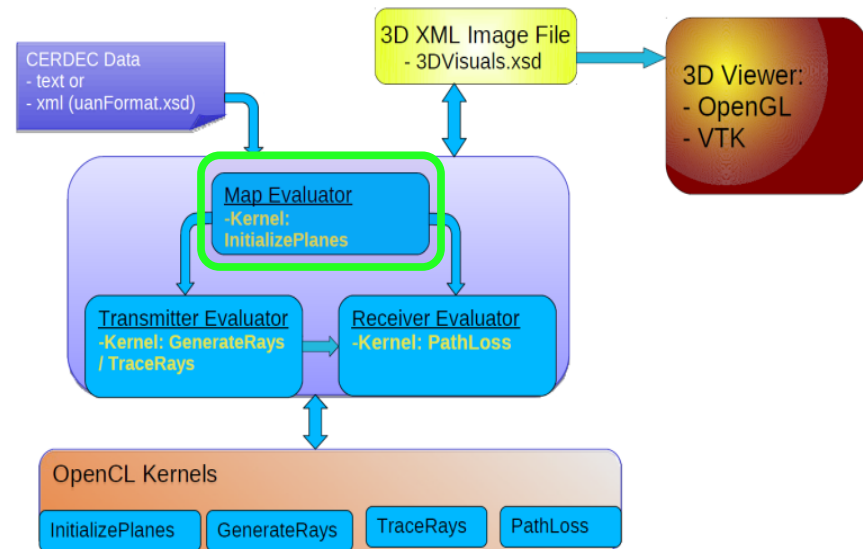 CERDEC Data
- text or
- xml (uanFormat.xsd)
3D XML Image File
- 3DVisuals.xsd
3D Viewer:
- OpenGL
- VTK
Map Evaluator
-Kernel:
InitializePlanes
Transmitter Evaluator
-Kernel: GenerateRays
/ TraceRays
Receiver Evaluator
-Kernel: PathLoss
OpenCL Kernels
InitializePlanes
GenerateRays
TraceRays
PathLoss